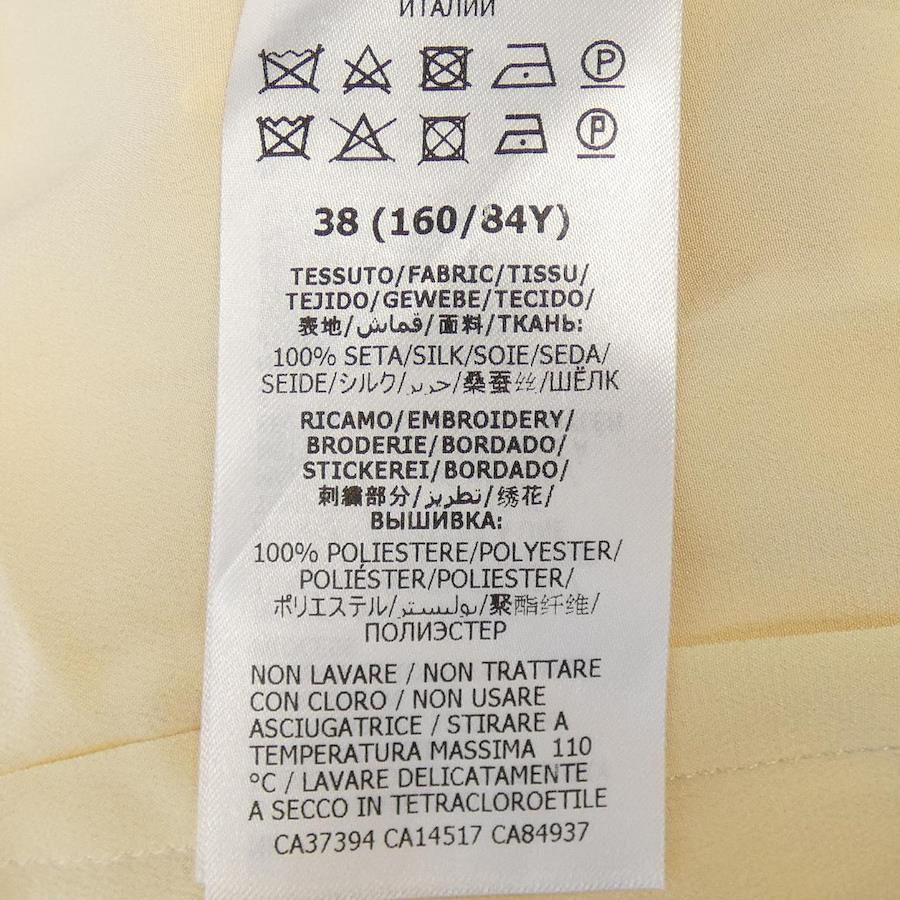 ИТАЛИИ
P
P
38 (160/84Y)
TESSUTO/FABRIC/TISSU/
TEJIDO/GEWEBE/TECIDO/
表地/قماش/面料/ТКАНЬ:
100% SETA/SILK/SOIE/SEDA/
SEIDE/シルク/حرير/桑蚕丝/ШЁЛК
RICAMO/EMBROIDERY/
BRODERIE/BORDADO/
STICKEREI/BORDADO/
刺繍部分/تطريز/绣花/
ВЫШИВКА:
100% POLIESTERE/POLYESTER/
POLIÉSTER/POLIESTER/
ポリエステル/بوليستر/聚酯纤维/
ПОЛИЭСТЕР
NON LAVARE / NON TRATTARE
CON CLORO / NON USARE
ASCIUGATRICE / STIRARE A
TEMPERATURA MASSIMA 110
°C / LAVARE DELICATAMENTE
A SECCO IN TETRACLOROETILE
CA37394 CA14517 CA84937